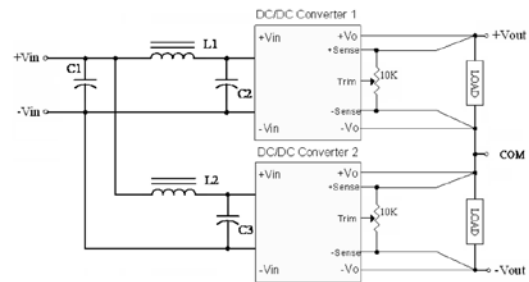 DC/DC Converter 1
+Vin
C1
-Vin
L1
C2
+Vin
-Vin
+Vo
+Sense
Trim
-Sense
-Vo
10K
LOAD
+Vout
COM
DC/DC Converter 2
L2
C3
+Vin
-Vin
+Vo
+Sense
Trim
-Sense
-Vo
10K
LOAD
-Vout